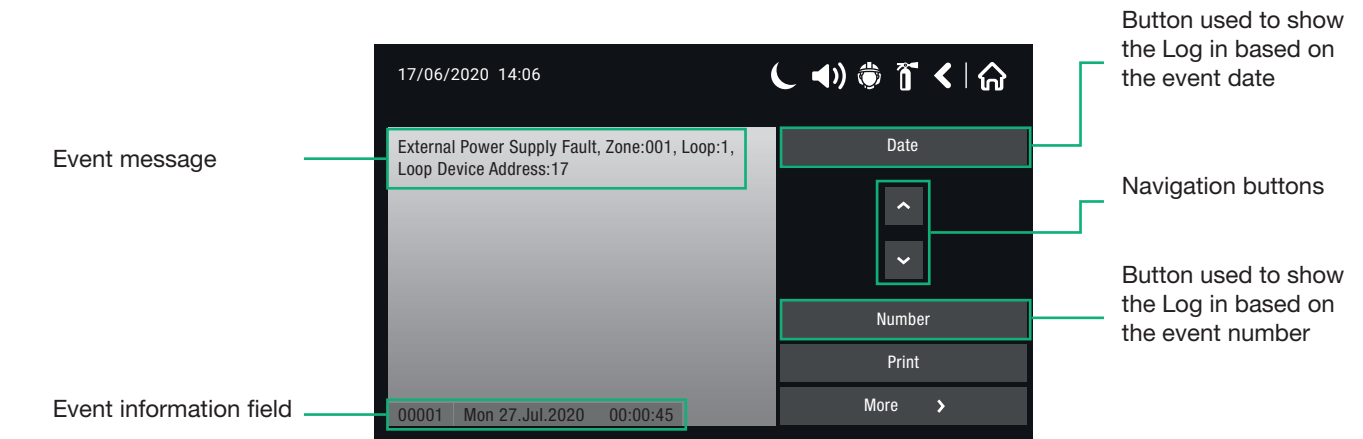 Button used to show
the Log in based on
the event date
17/06/2020 14:06
Event message
External Power Supply Fault, Zone:001, Loop:1,
Loop Device Address:17
Date
Navigation buttons
Button used to show
the Log in based on
the event number
Number
Print
More
Event information field
00001 Mon 27.Jul.2020 00:00:45